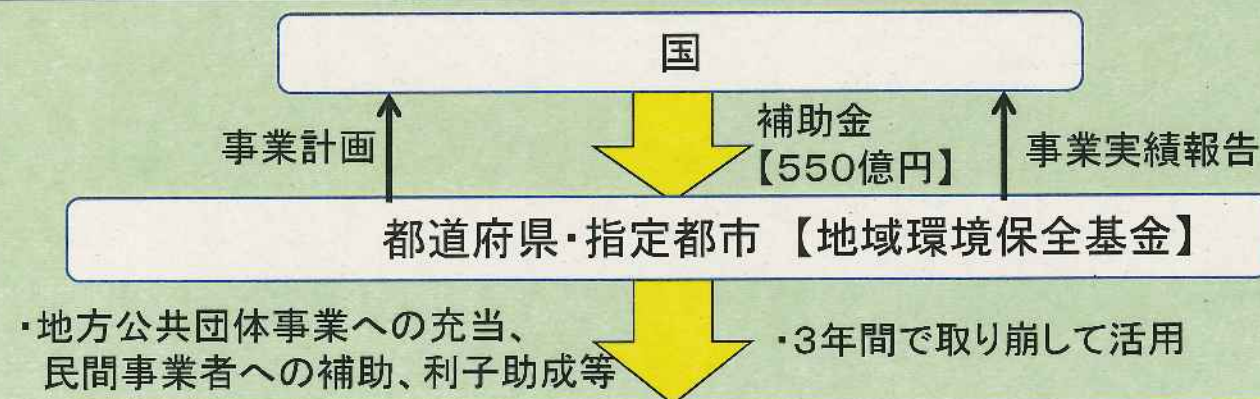 国
事業計画
補助金
【550億円】
事業実績報告
都道府県・指定都市 【地域環境保全基金】
・地方公共団体事業への充当、
民間事業者への補助、利子助成等
・3年間で取り崩して活用